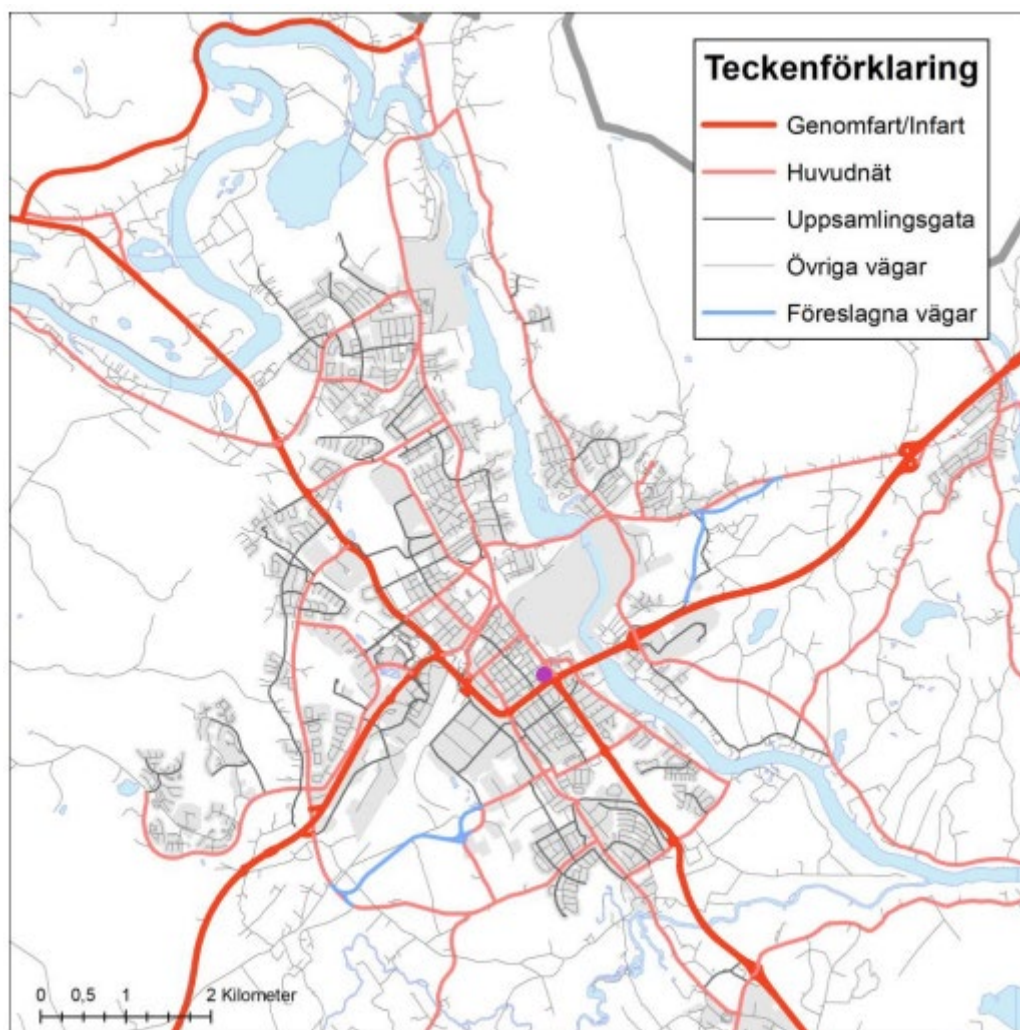 Teckenförklaring
Genomfart/Infart
Huvudnät
Uppsamlingsgata
Övriga vägar
Föreslagna vägar
0 0,5 1 2 Kilometer